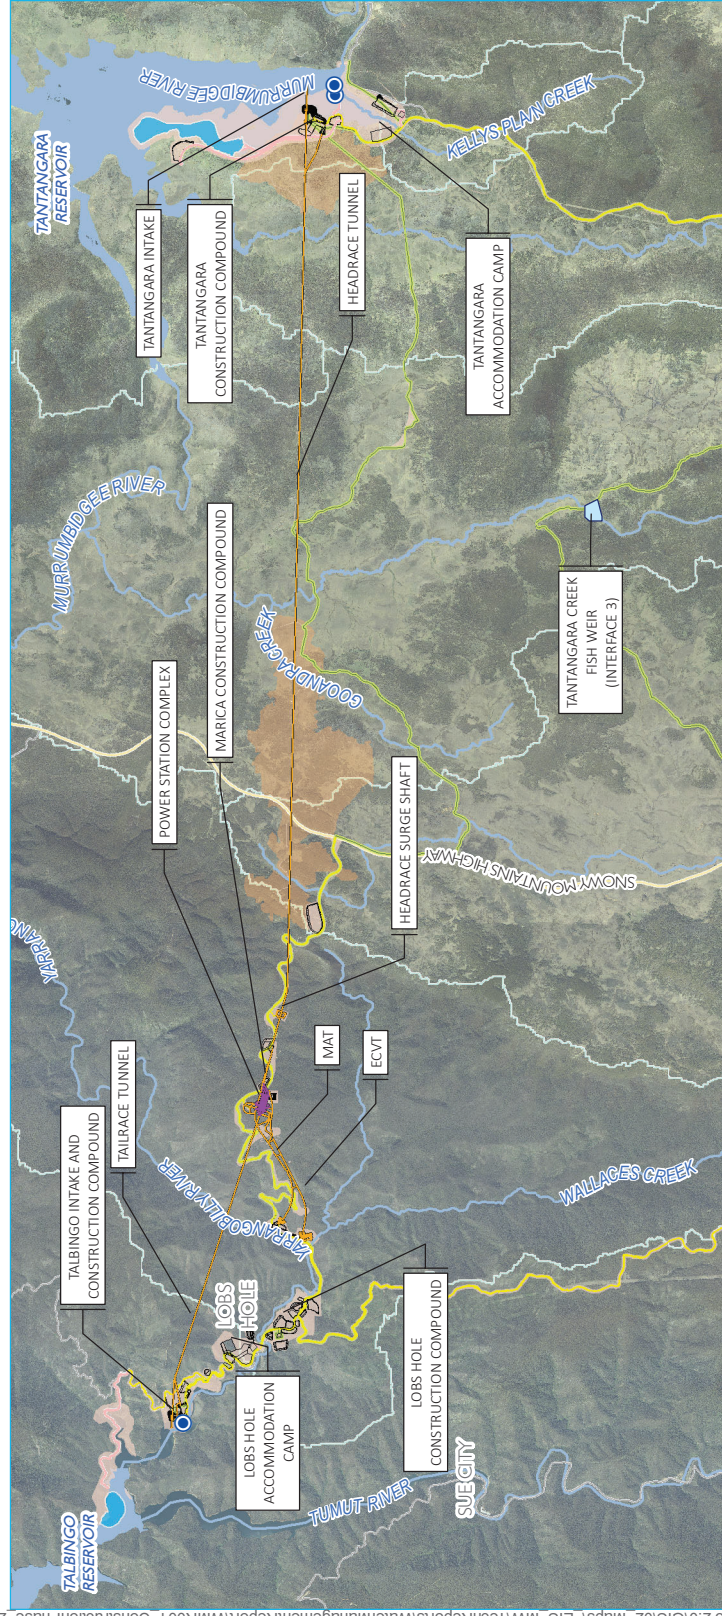 TALBINGO
RESERVOIR
TALBINGO INTAKE AND
CONSTRUCTION COMPOUND
TAILRACE TUNNEL
POWER STATION COMPLEX
MARICA CONSTRUCTION COMPOUND
TANTANGARA INTAKE
TANTANGARA
CONSTRUCTION COMPOUND
TANTANGARA
RESERVOIR
MURRUMBIDGEE RIVER
MURRUMBIDGEE RIVER
HEADRACE TUNNEL
KELLYS PLAIN CREEK
TANTANGARA
ACCOMMODATION CAMP
GOOANDRA CREEK
TANTANGARA CREEK
FISH WEIR
(INTERFACE 3)
SNOWY MOUNTAINS HIGHWAY
HEADRACE SURGE SHAFT
MAT
ECVT
YARRANGOBILLY RIVER
WALLACES CREEK
LOBS
HOLE
LOBS HOLE
ACCOMMODATION
CAMP
LOBS HOLE
CONSTRUCTION COMPOUND
SUE CITY
TUMUT RIVER